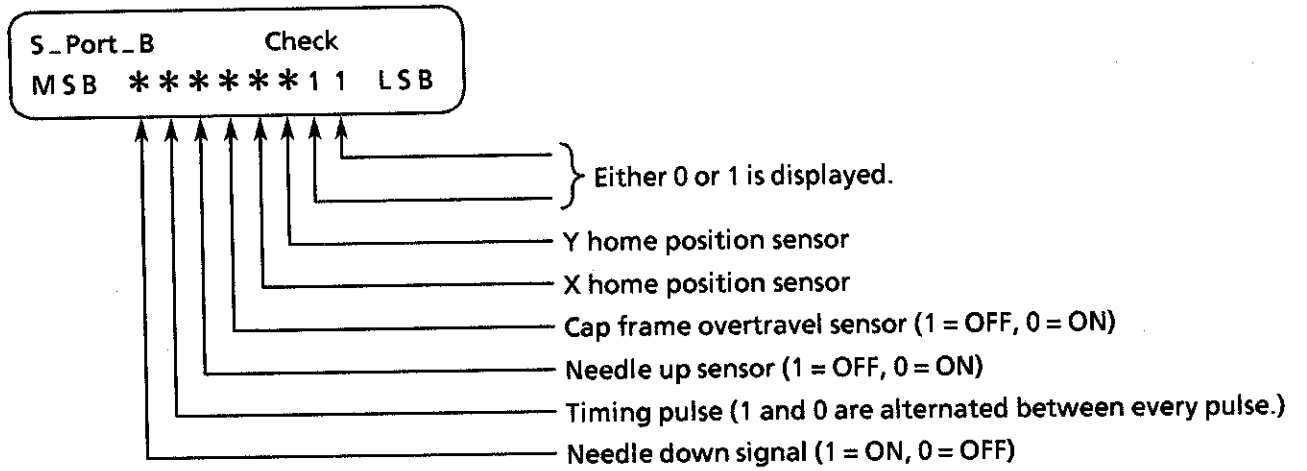 S_Port_B Check
MSB ******11 LSB
Either 0 or 1 is displayed.
Y home position sensor
X home position sensor
Cap frame overtravel sensor (1 = OFF, 0 = ON)
Needle up sensor (1 = OFF, 0 = ON)
Timing pulse (1 and 0 are alternated between every pulse.)
Needle down signal (1 = ON, 0 = OFF)